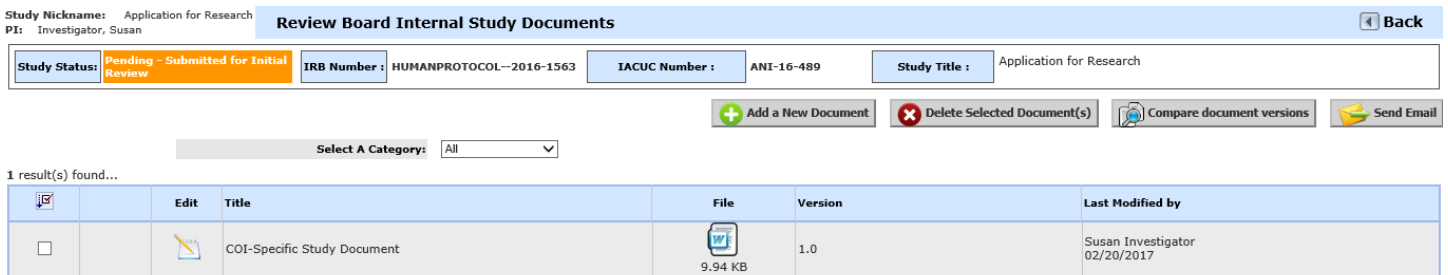 Study Nickname: Application for Research
PI: Investigator, Susan
Review Board Internal Study Documents
Back
Study Status: Pending - Submitted for Initial Review
IRB Number : HUMANPROTOCOL--2016-1563
IACUC Number : ANI-16-489
Study Title : Application for Research
Add a New Document
Delete Selected Document(s)
Compare document versions
Send Email
Select A Category: All
1 result(s) found...
Edit Title File Version Last Modified by
COI-Specific Study Document 1.0 Susan Investigator
9.94 KB 02/20/2017